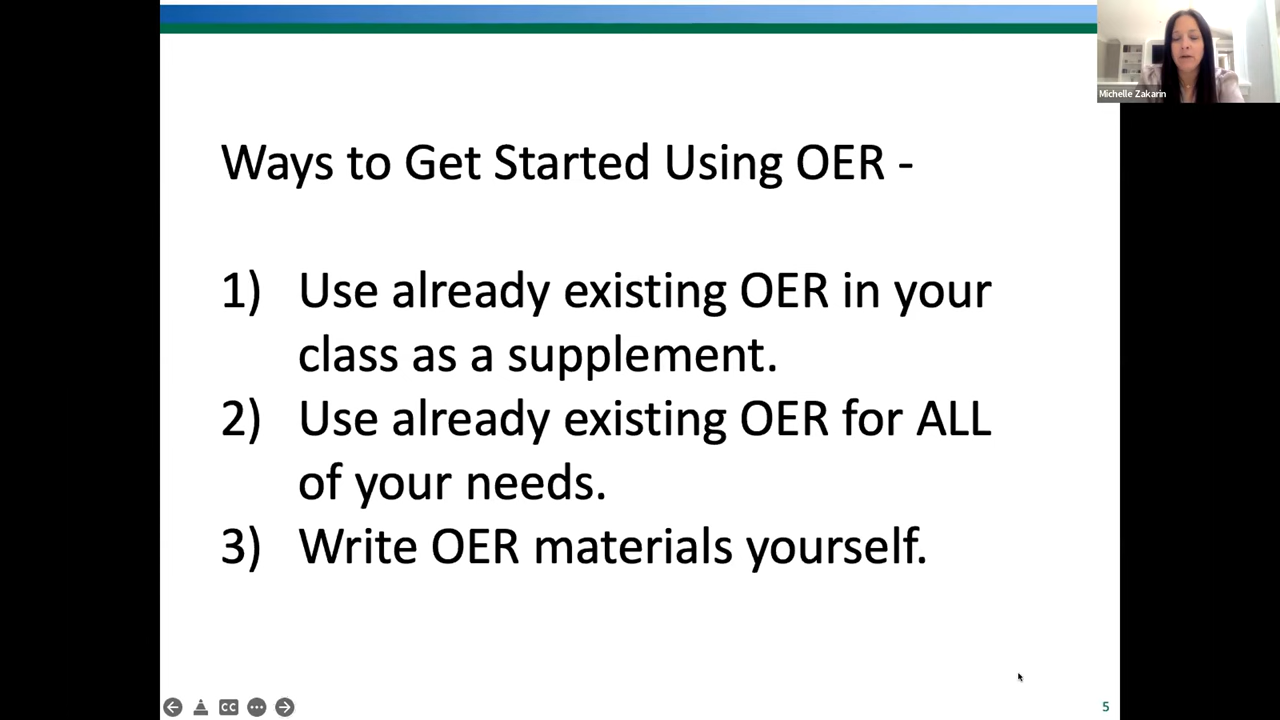 Michelle Zakarin
Ways to Get Started Using OER -
1) Use already existing OER in your
class as a supplement.
2) Use already existing OER for ALL
of your needs.
3) Write OER materials yourself.
CC
5